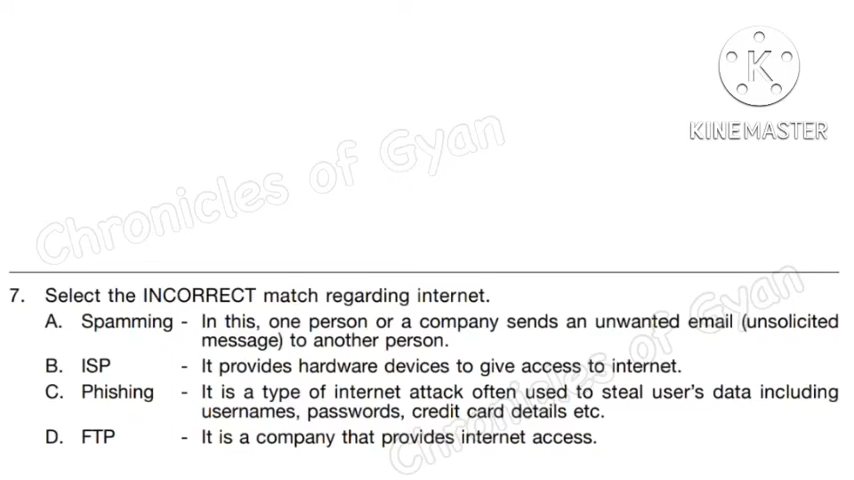 KINEMASTER
Chronicles of Gyan
7. Select the INCORRECT match regarding internet.
A. Spamming - In this, one person or a company sends an unwanted email (unsolicited
message) to another person.
B. ISP - It provides hardware devices to give access to internet.
C. Phishing - It is a type of internet attack often used to steal user's data including
usernames, passwords, credit card details etc.
D. FTP - It is a company that provides internet access.
Chronicles of Gyan